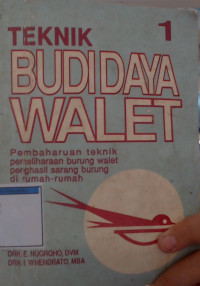 TEKNIK 1
BUDIDAYA
WALET
Pembaharuan teknik
pemeliharaan burung walet
penghasil sarang burung
di rumah-rumah
DRH. E. NUGROHO, DVM
DRH. I. WHENDRATO, MBA